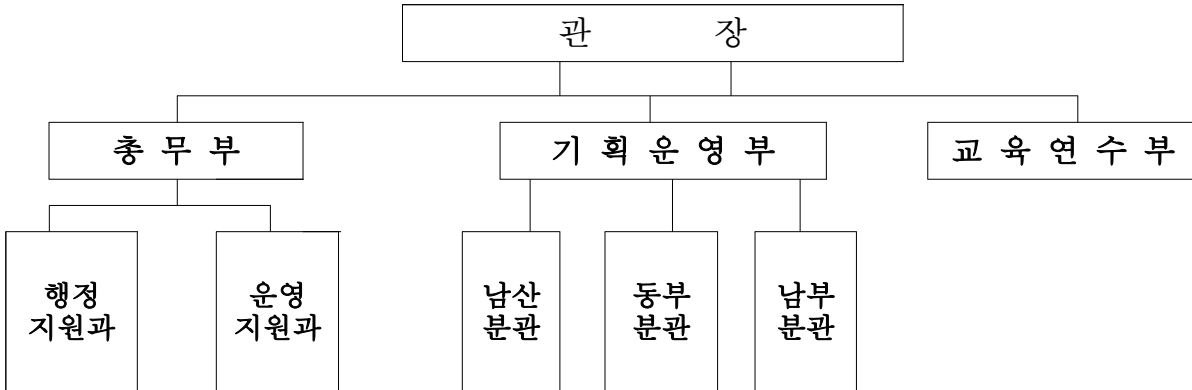 관 장
총 무 부
기 획 운 영 부
교 육 연 수 부
행정
지원과
운영
지원과
남산
분관
동부
분관
남부
분관